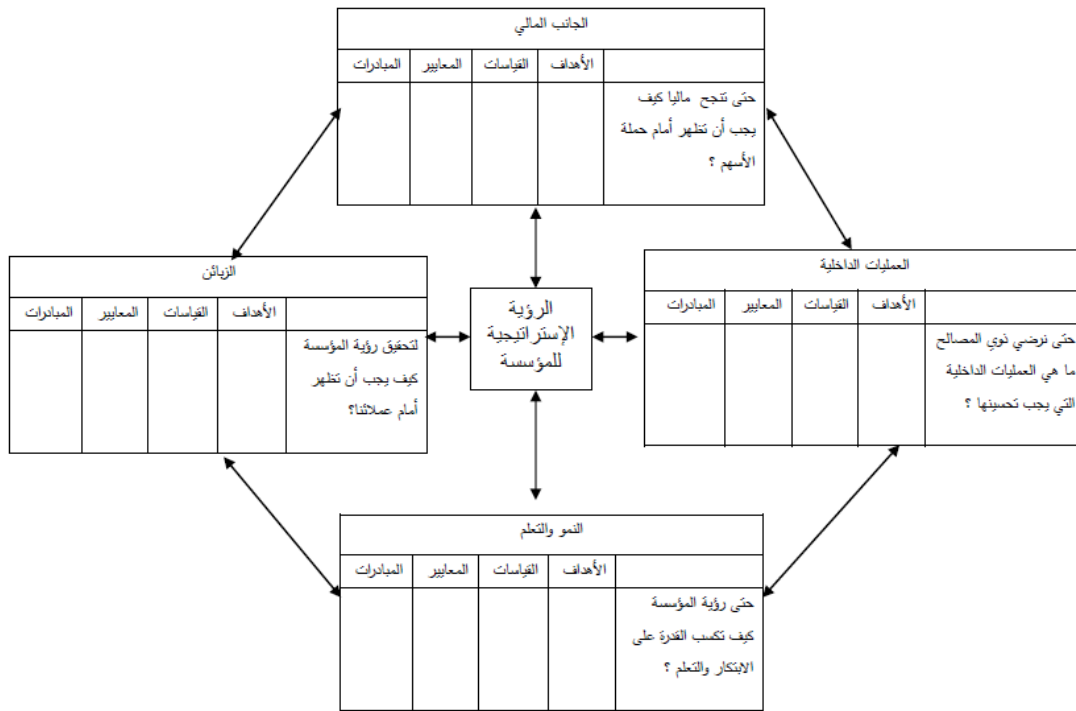 الجانب المالي
الأهداف القياسات المعايير المبادرات
حتى تنجح ماليا كيف
يجب أن تظهر أمام حملة
الأسهم ؟
العمليات الداخلية
الأهداف القياسات المعايير المبادرات
حتى نرضي ذوي المصالح
ما هي العمليات الداخلية
التي يجب تحسينها ؟
الرؤية
الإستراتيجية
للمؤسسة
الزبائن
الأهداف القياسات المعايير المبادرات
لتحقيق رؤية المؤسسة
كيف يجب أن تظهر
أمام عملائنا؟
النمو والتعلم
الأهداف القياسات المعايير المبادرات
حتى رؤية المؤسسة
كيف تكسب القدرة على
الابتكار والتعلم ؟